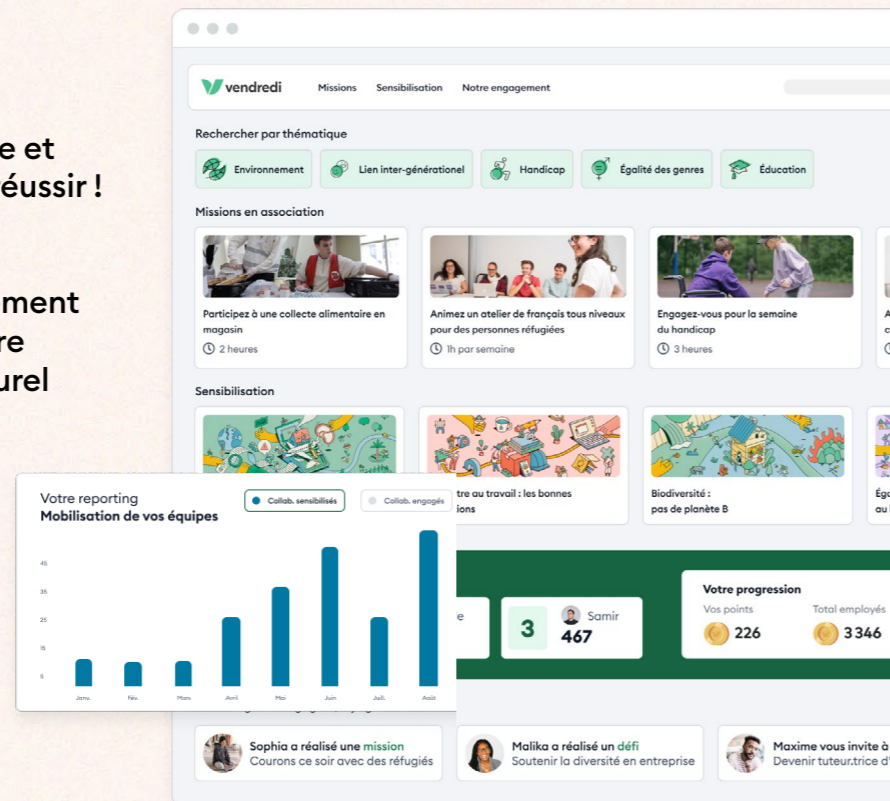 e et
éussir !
ement
re
urel
vendredi
Missions
Sensibilisation
Notre engagement
Rechercher par thématique
Environnement
Lien inter-générationel
Handicap
Égalité des genres
Éducation
Missions en association
Participez à une collecte alimentaire en
magasin
2 heures
Animez un atelier de français tous niveaux
pour des personnes réfugiées
1h par semaine
Engagez-vous pour la semaine
du handicap
3 heures
Sensibilisation
tre au travail : les bonnes
ions
Biodiversité :
pas de planète B
Éga
au
Votre reporting
Mobilisation de vos équipes
Collab. sensibilisés
Collab. engagés
45
35
25
15
5
Janv.
Fév.
Mars
Avril
Mai
Juin
Juil.
Août
e
3
Samir
467
Votre progression
Vos points
226
Total employés
3 346
Sophia a réalisé une mission
Courons ce soir avec des réfugiés
Malika a réalisé un défi
Soutenir la diversité en entreprise
Maxime vous invite à
Devenir tuteur.trice d'